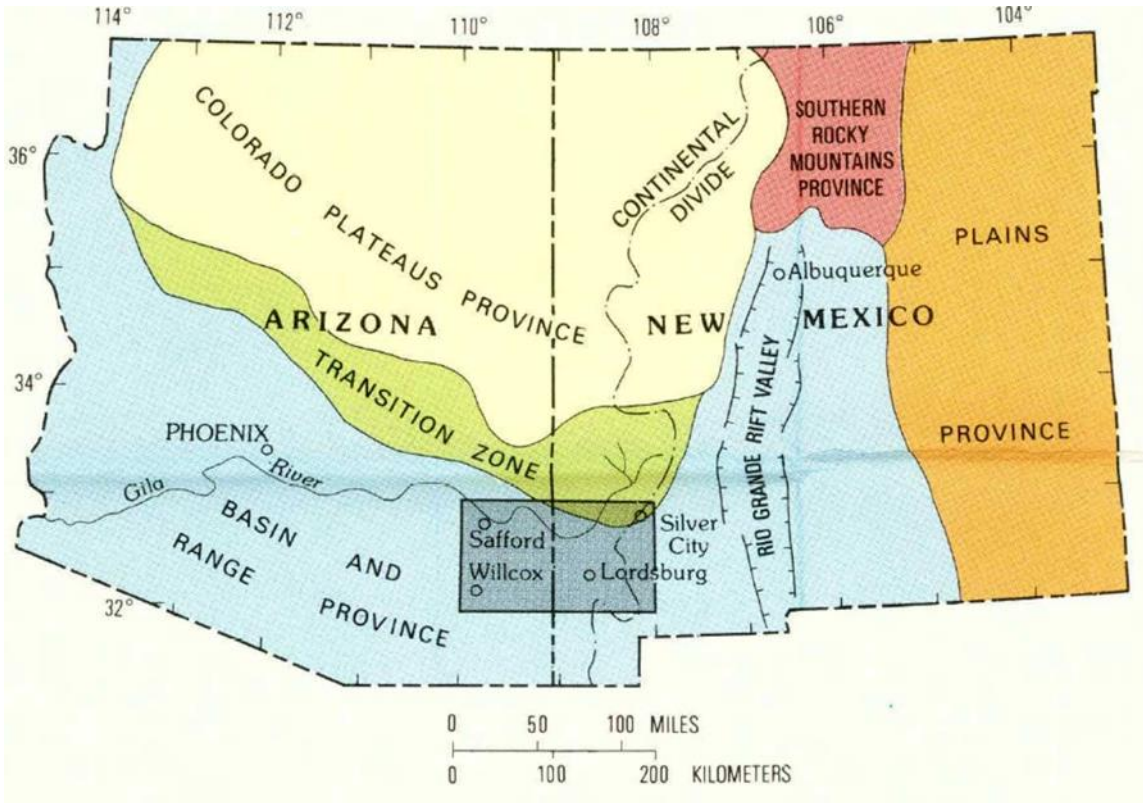 114°
112°
110°
108°
106°
104°
36°
34°
32°
COLORADO PLATEAUS PROVINCE
CONTINENTAL
DIVIDE
SOUTHERN
ROCKY
MOUNTAINS
PROVINCE
PLAINS
PROVINCE
Albuquerque
ARIZONA
NEW MEXICO
TRANSITION ZONE
RIO GRANDE RIFT VALLEY
PHOENIX
Gila River
BASIN AND
RANGE PROVINCE
Safford
Willcox
Silver
City
Lordsburg
0 50 100 MILES
0 100 200 KILOMETERS